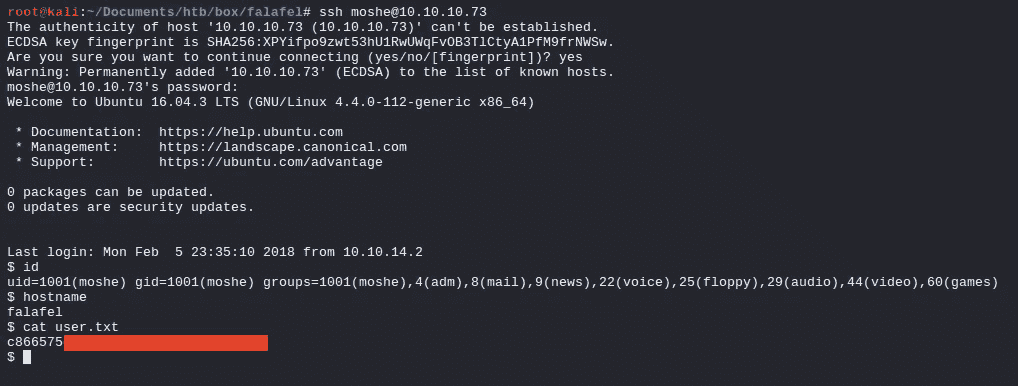 root@kali:~/Documents/htb/box/falafel# ssh moshe@10.10.10.73
The authenticity of host '10.10.10.73 (10.10.10.73)' can't be established.
ECDSA key fingerprint is SHA256:XPYifpo9zwt53hU1RwUWqFvOB3TlCtyA1PfM9frNWSw.
Are you sure you want to continue connecting (yes/no/[fingerprint])? yes
Warning: Permanently added '10.10.10.73' (ECDSA) to the list of known hosts.
moshe@10.10.10.73's password:
Welcome to Ubuntu 16.04.3 LTS (GNU/Linux 4.4.0-112-generic x86_64)
* Documentation:  https://help.ubuntu.com
* Management:     https://landscape.canonical.com
* Support:        https://ubuntu.com/advantage
0 packages can be updated.
0 updates are security updates.
Last login: Mon Feb  5 23:35:10 2018 from 10.10.14.2
$ id
uid=1001(moshe) gid=1001(moshe) groups=1001(moshe),4(adm),8(mail),9(news),22(voice),25(floppy),29(audio),44(video),60(games)
$ hostname
falafel
$ cat user.txt
c866575
$